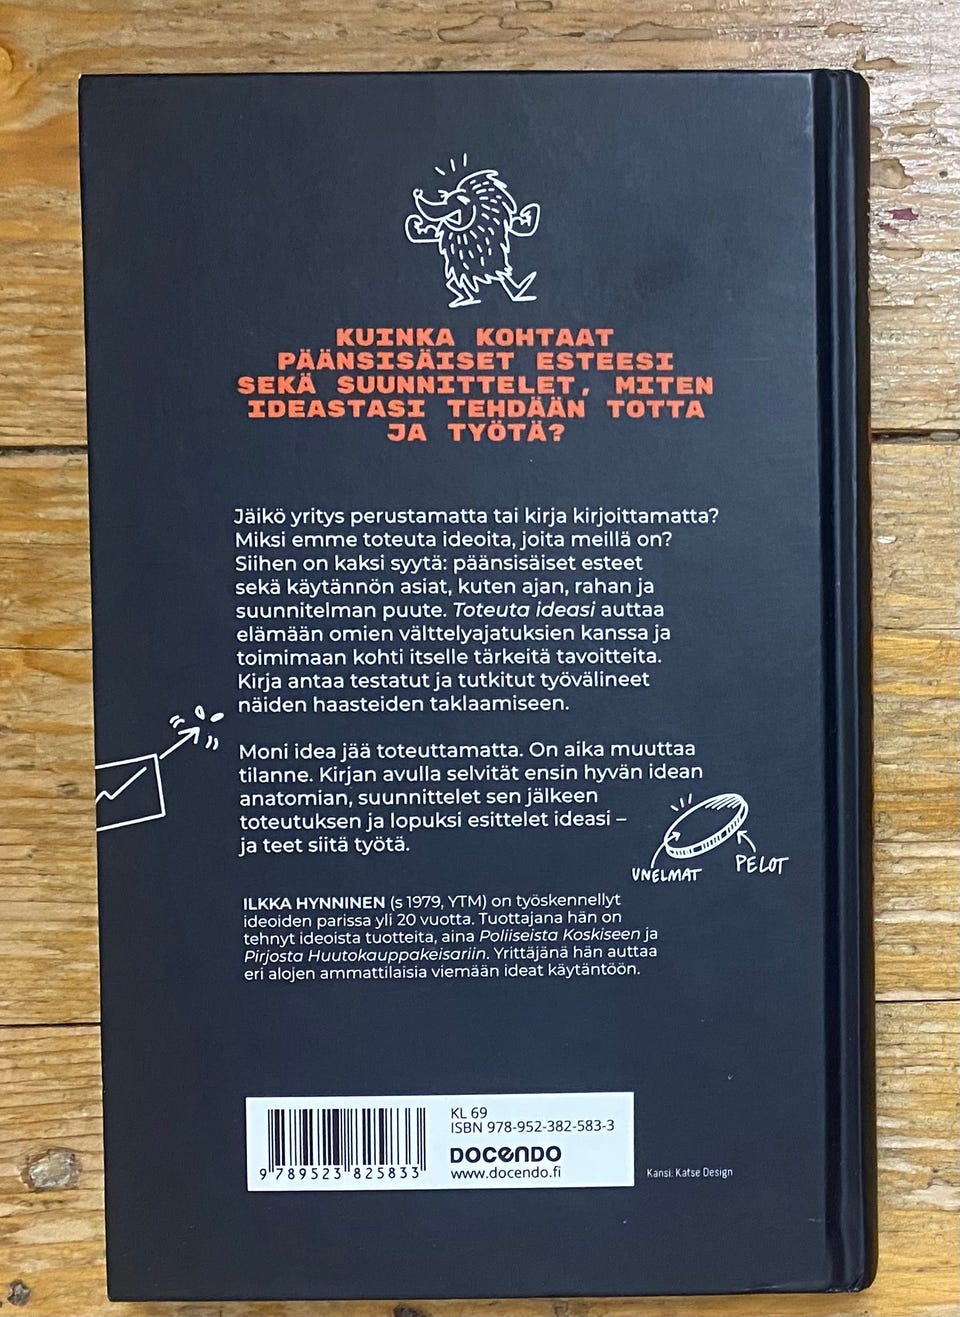 KUINKA KOHTAAT
PÄÄNSISÄISET ESTEESI
SEKÄ SUUNNITTELET, MITEN
IDEASTASI TEHDÄÄN TOTTA
JA TYÖTÄ?
Jäikö yritys perustamatta tai kirja kirjoittamatta?
Miksi emme toteuta ideoita, joita meillä on?
Siihen on kaksi syytä: päänsisäiset esteet
sekä käytännön asiat, kuten ajan, rahan ja
suunnitelman puute. Toteuta ideasi auttaa
elämään omien välttelyajatuksien kanssa ja
toimimaan kohti itselle tärkeitä tavoitteita.
Kirja antaa testatut ja tutkitut työvälineet
näiden haasteiden taklaamiseen.
Moni idea jää toteuttamatta. On aika muuttaa
tilanne. Kirjan avulla selvität ensin hyvän idean
anatomian, suunnittelet sen jälkeen
toteutuksen ja lopuksi esittelet ideasi –
ja teet siitä työtä.
UNELMAT
PELOT
ILKKA HYNNINEN (s 1979, YTM) on työskennellyt
ideoiden parissa yli 20 vuotta. Tuottajana hän on
tehnyt ideoista tuotteita, aina Poliiseista Koskiseen ja
Pirjosta Huutokauppakeisariin. Yrittäjänä hän auttaa
eri alojen ammattilaisia viemään ideat käytäntöön.
KL 69
ISBN 978-952-382-583-3
DOCENDO
www.docendo.fi
9 789523 825833
Kansi: Katse Design